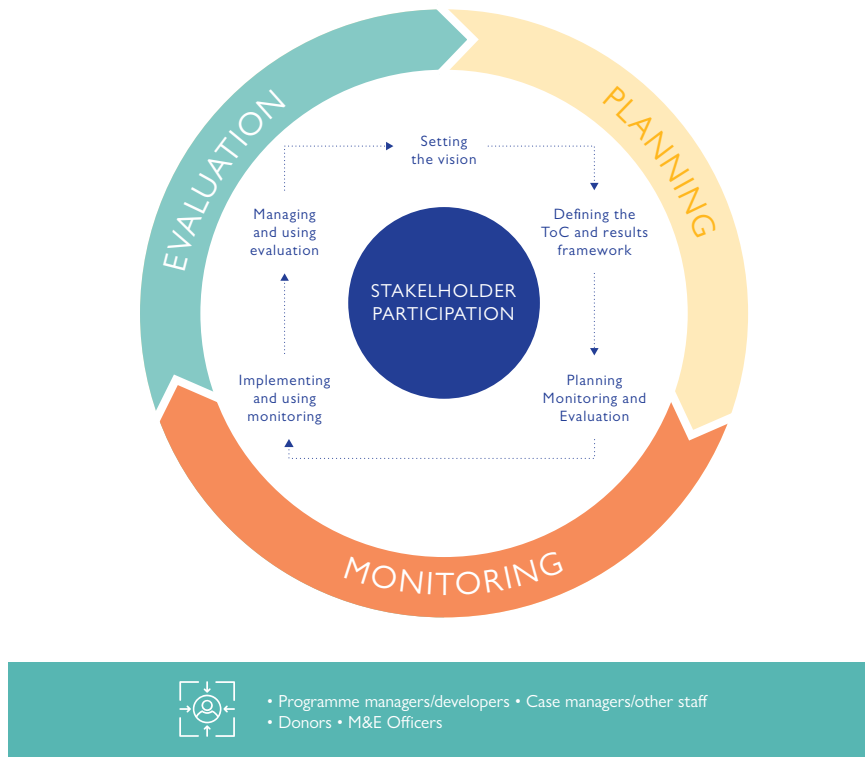 EVALUATION
PLANNING
Setting
the vision
Managing
and using
evaluation
Defining the
ToC and results
framework
STAKELHOLDER
PARTICIPATION
Implementing
and using
monitoring
Planning
Monitoring and
Evaluation
MONITORING
• Programme managers/developers • Case managers/other staff
• Donors • M&E Officers